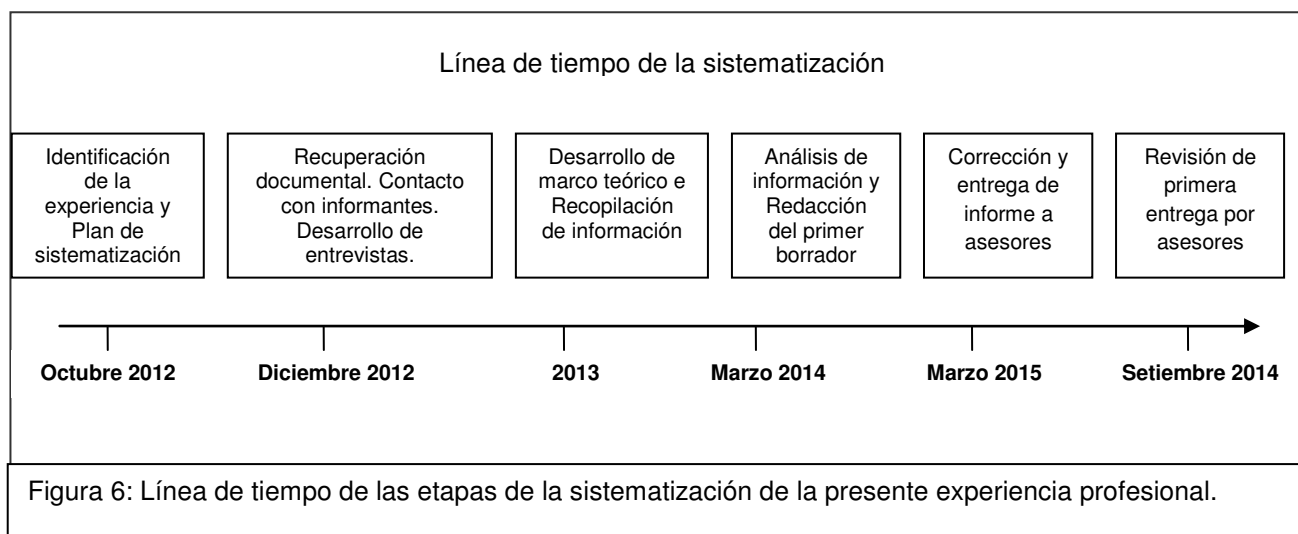 Línea de tiempo de la sistematización
Identificación
de la
experiencia y
Plan de
sistematización
Recuperación
documental. Contacto
con informantes.
Desarrollo de
entrevistas.
Desarrollo de
marco teórico e
Recopilación
de información
Análisis de
información y
Redacción
del primer
borrador
Corrección y
entrega de
informe a
asesores
Revisión de
primera
entrega por
asesores
Octubre 2012
Diciembre 2012
2013
Marzo 2014
Marzo 2015
Setiembre 2014
Figura 6: Línea de tiempo de las etapas de la sistematización de la presente experiencia profesional.